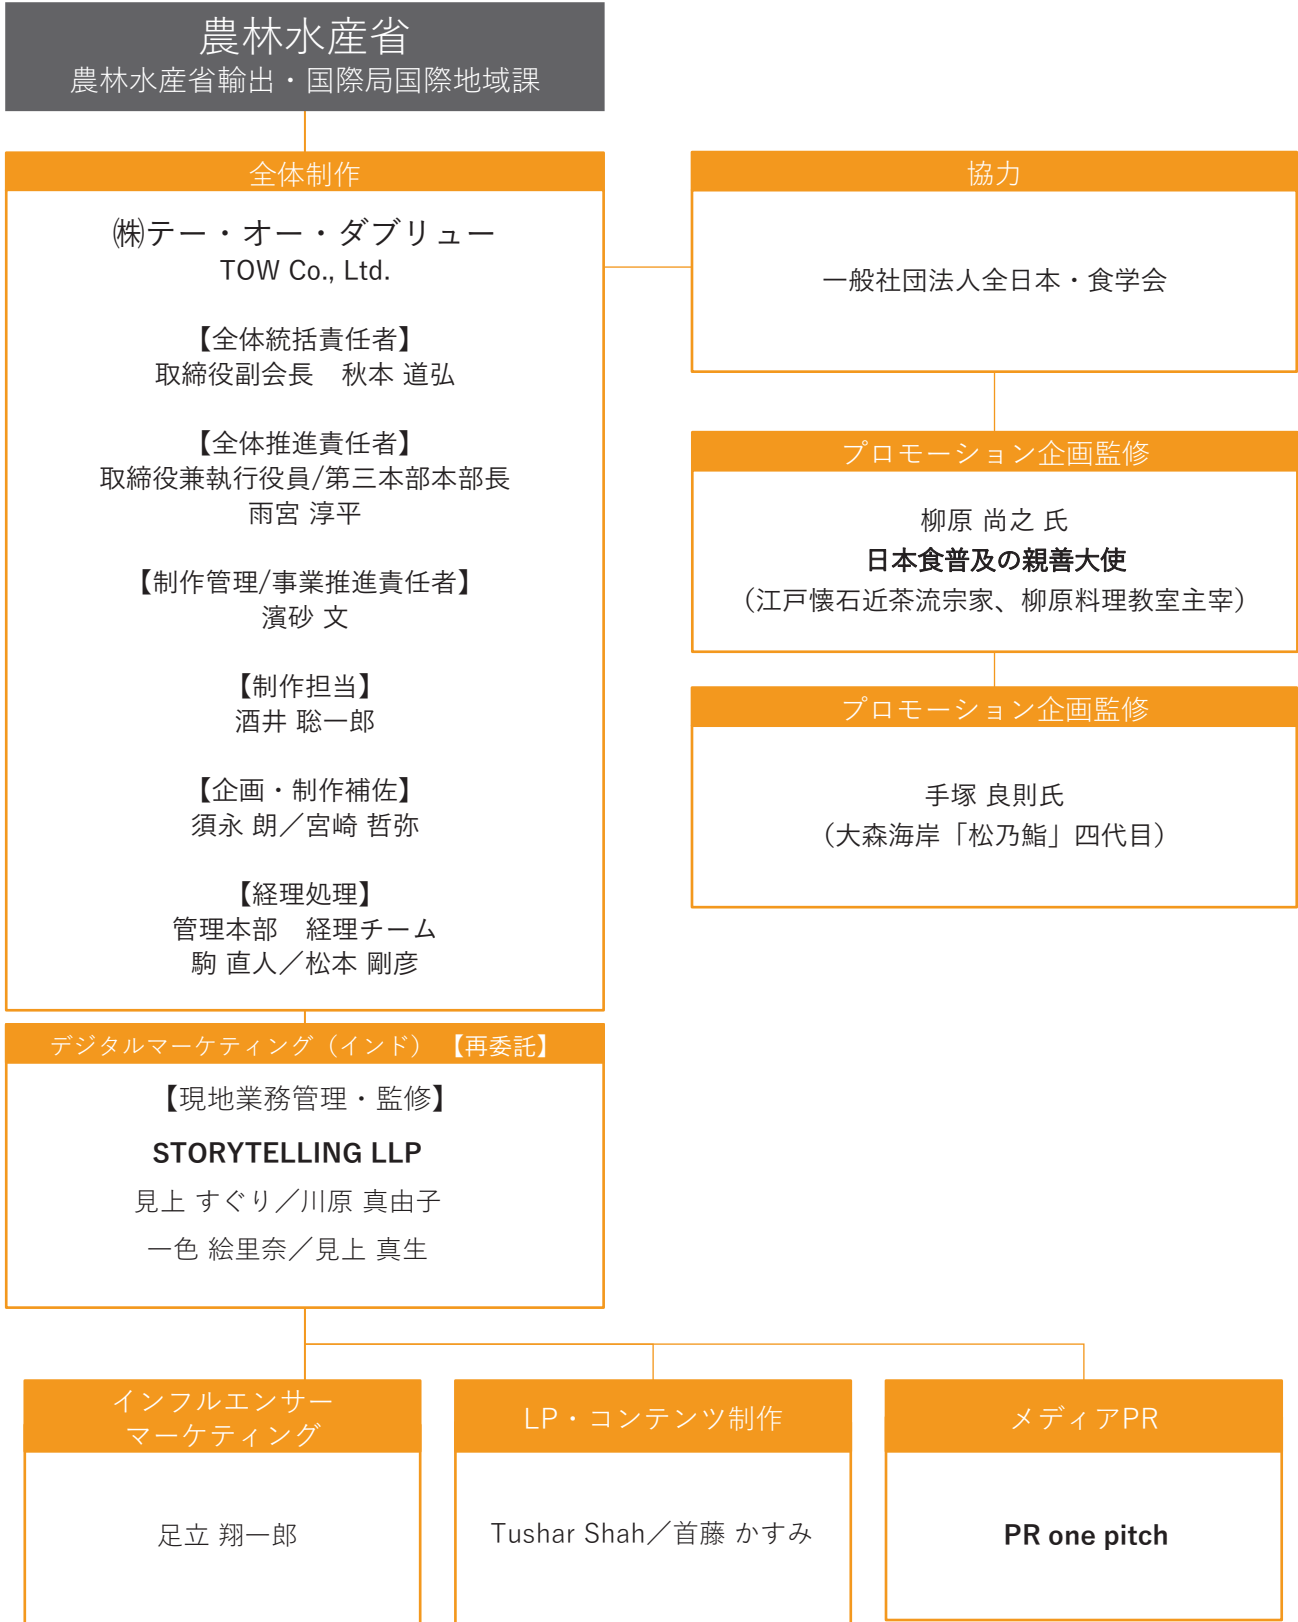 農林水産省
農林水産省輸出・国際局国際地域課
全体制作
㈱テー・オー・ダブリュー
TOW Co., Ltd.
【全体統括責任者】
取締役副会長　秋本 道弘
【全体推進責任者】
取締役兼執行役員/第三本部本部長
雨宮 淳平
【制作管理/事業推進責任者】
濱砂 文
【制作担当】
酒井 聡一郎
【企画・制作補佐】
須永 朗／宮崎 哲弥
【経理処理】
管理本部　経理チーム
駒 直人／松本 剛彦
協力
一般社団法人全日本・食学会
プロモーション企画監修
柳原 尚之 氏
日本食普及の親善大使
（江戸懐石近茶流宗家、柳原料理教室主宰）
プロモーション企画監修
手塚 良則氏
（大森海岸「松乃鮨」四代目）
デジタルマーケティング（インド）【再委託】
【現地業務管理・監修】
STORYTELLING LLP
見上 すぐり／川原 真由子
一色 絵里奈／見上 真生
インフルエンサー
マーケティング
足立 翔一郎
LP・コンテンツ制作
Tushar Shah／首藤 かすみ
メディアPR
PR one pitch